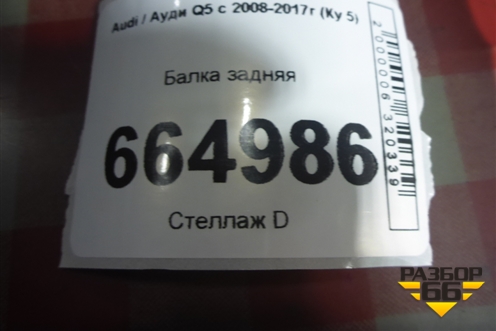 Audi / Ауди Q5 с 2008-2017г (Ку 5)
Балка задняя
664986
Стеллаж D
2000006320339
РАЗБОР
66